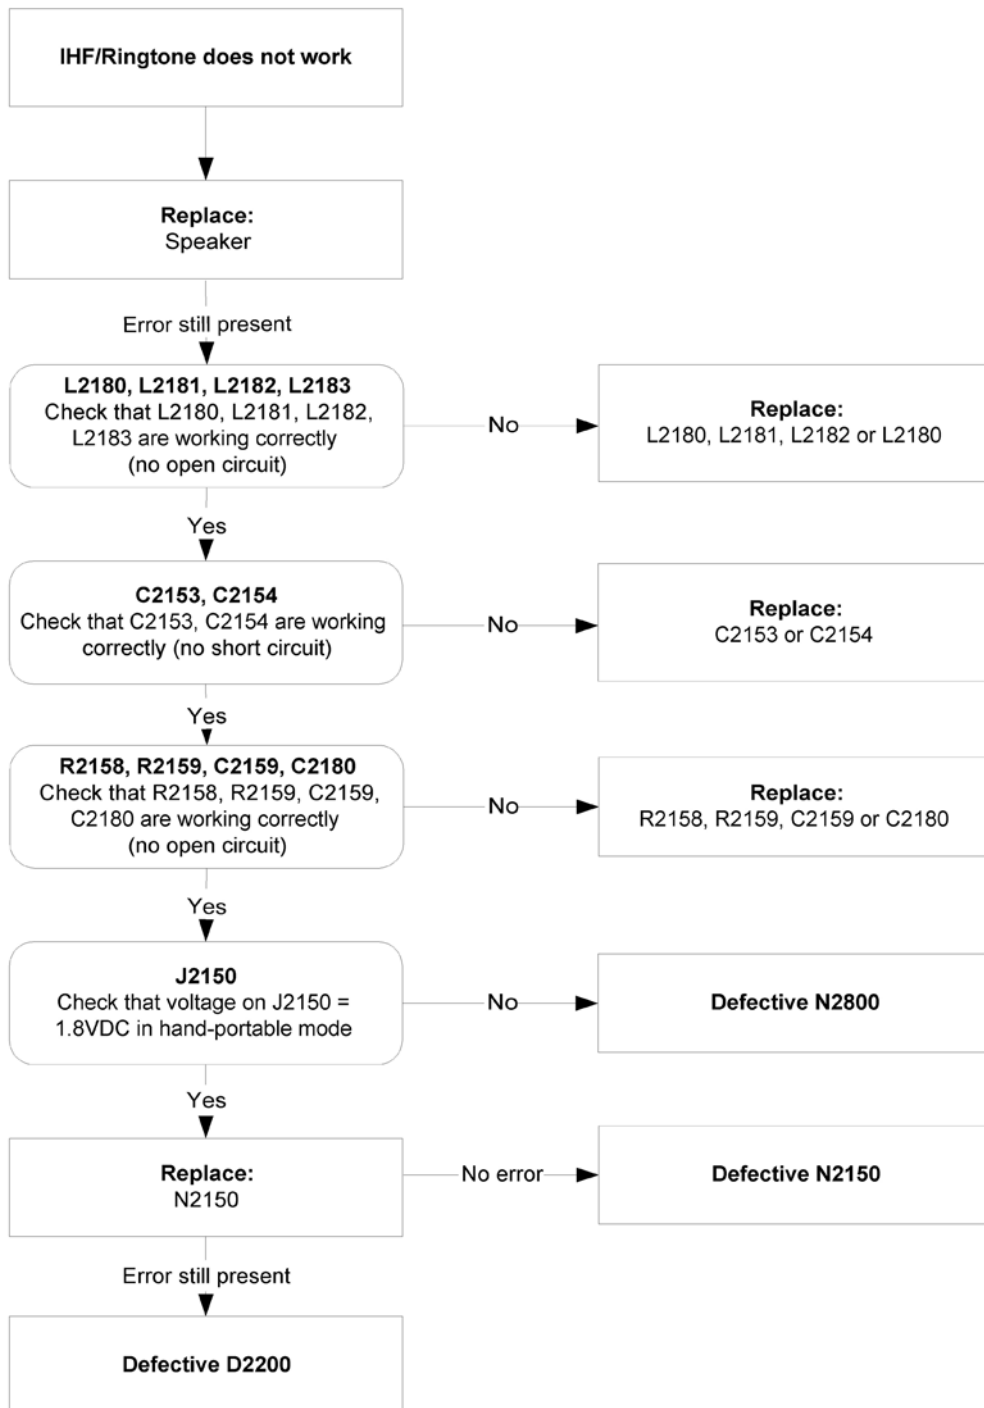 IHF/Ringtone does not work
Replace:
Speaker
Error still present
L2180, L2181, L2182, L2183
Check that L2180, L2181, L2182,
L2183 are working correctly
(no open circuit)
No
Replace:
L2180, L2181, L2182 or L2180
Yes
C2153, C2154
Check that C2153, C2154 are working
correctly (no short circuit)
No
Replace:
C2153 or C2154
Yes
R2158, R2159, C2159, C2180
Check that R2158, R2159, C2159,
C2180 are working correctly
(no open circuit)
No
Replace:
R2158, R2159, C2159 or C2180
Yes
J2150
Check that voltage on J2150 =
1.8VDC in hand-portable mode
No
Defective N2800
Yes
Replace:
N2150
No error
Defective N2150
Error still present
Defective D2200